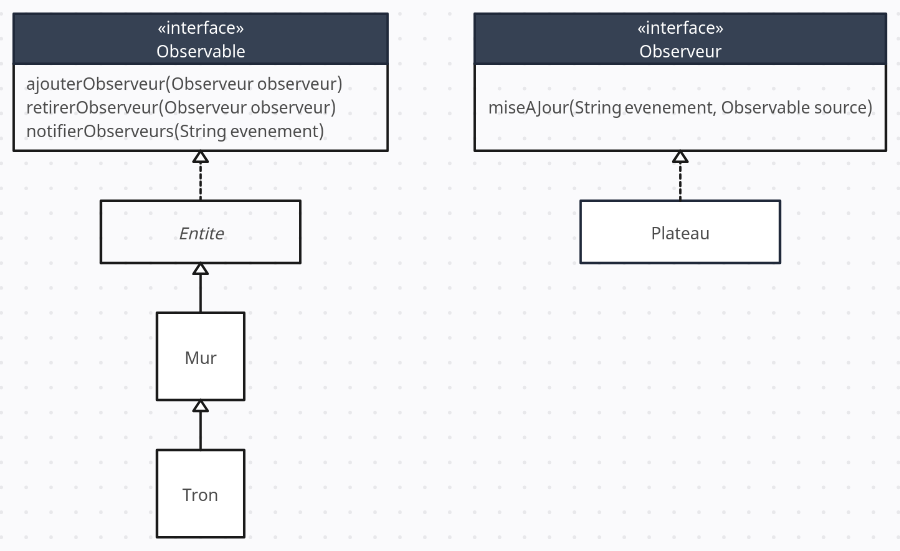 «interface»
Observable
ajouterObserveur(Observeur observeur)
retirerObserveur(Observeur observeur)
notifierObserveurs(String evenement)
«interface»
Observeur
miseAJour(String evenement, Observable source)
Entite
Plateau
Mur
Tron